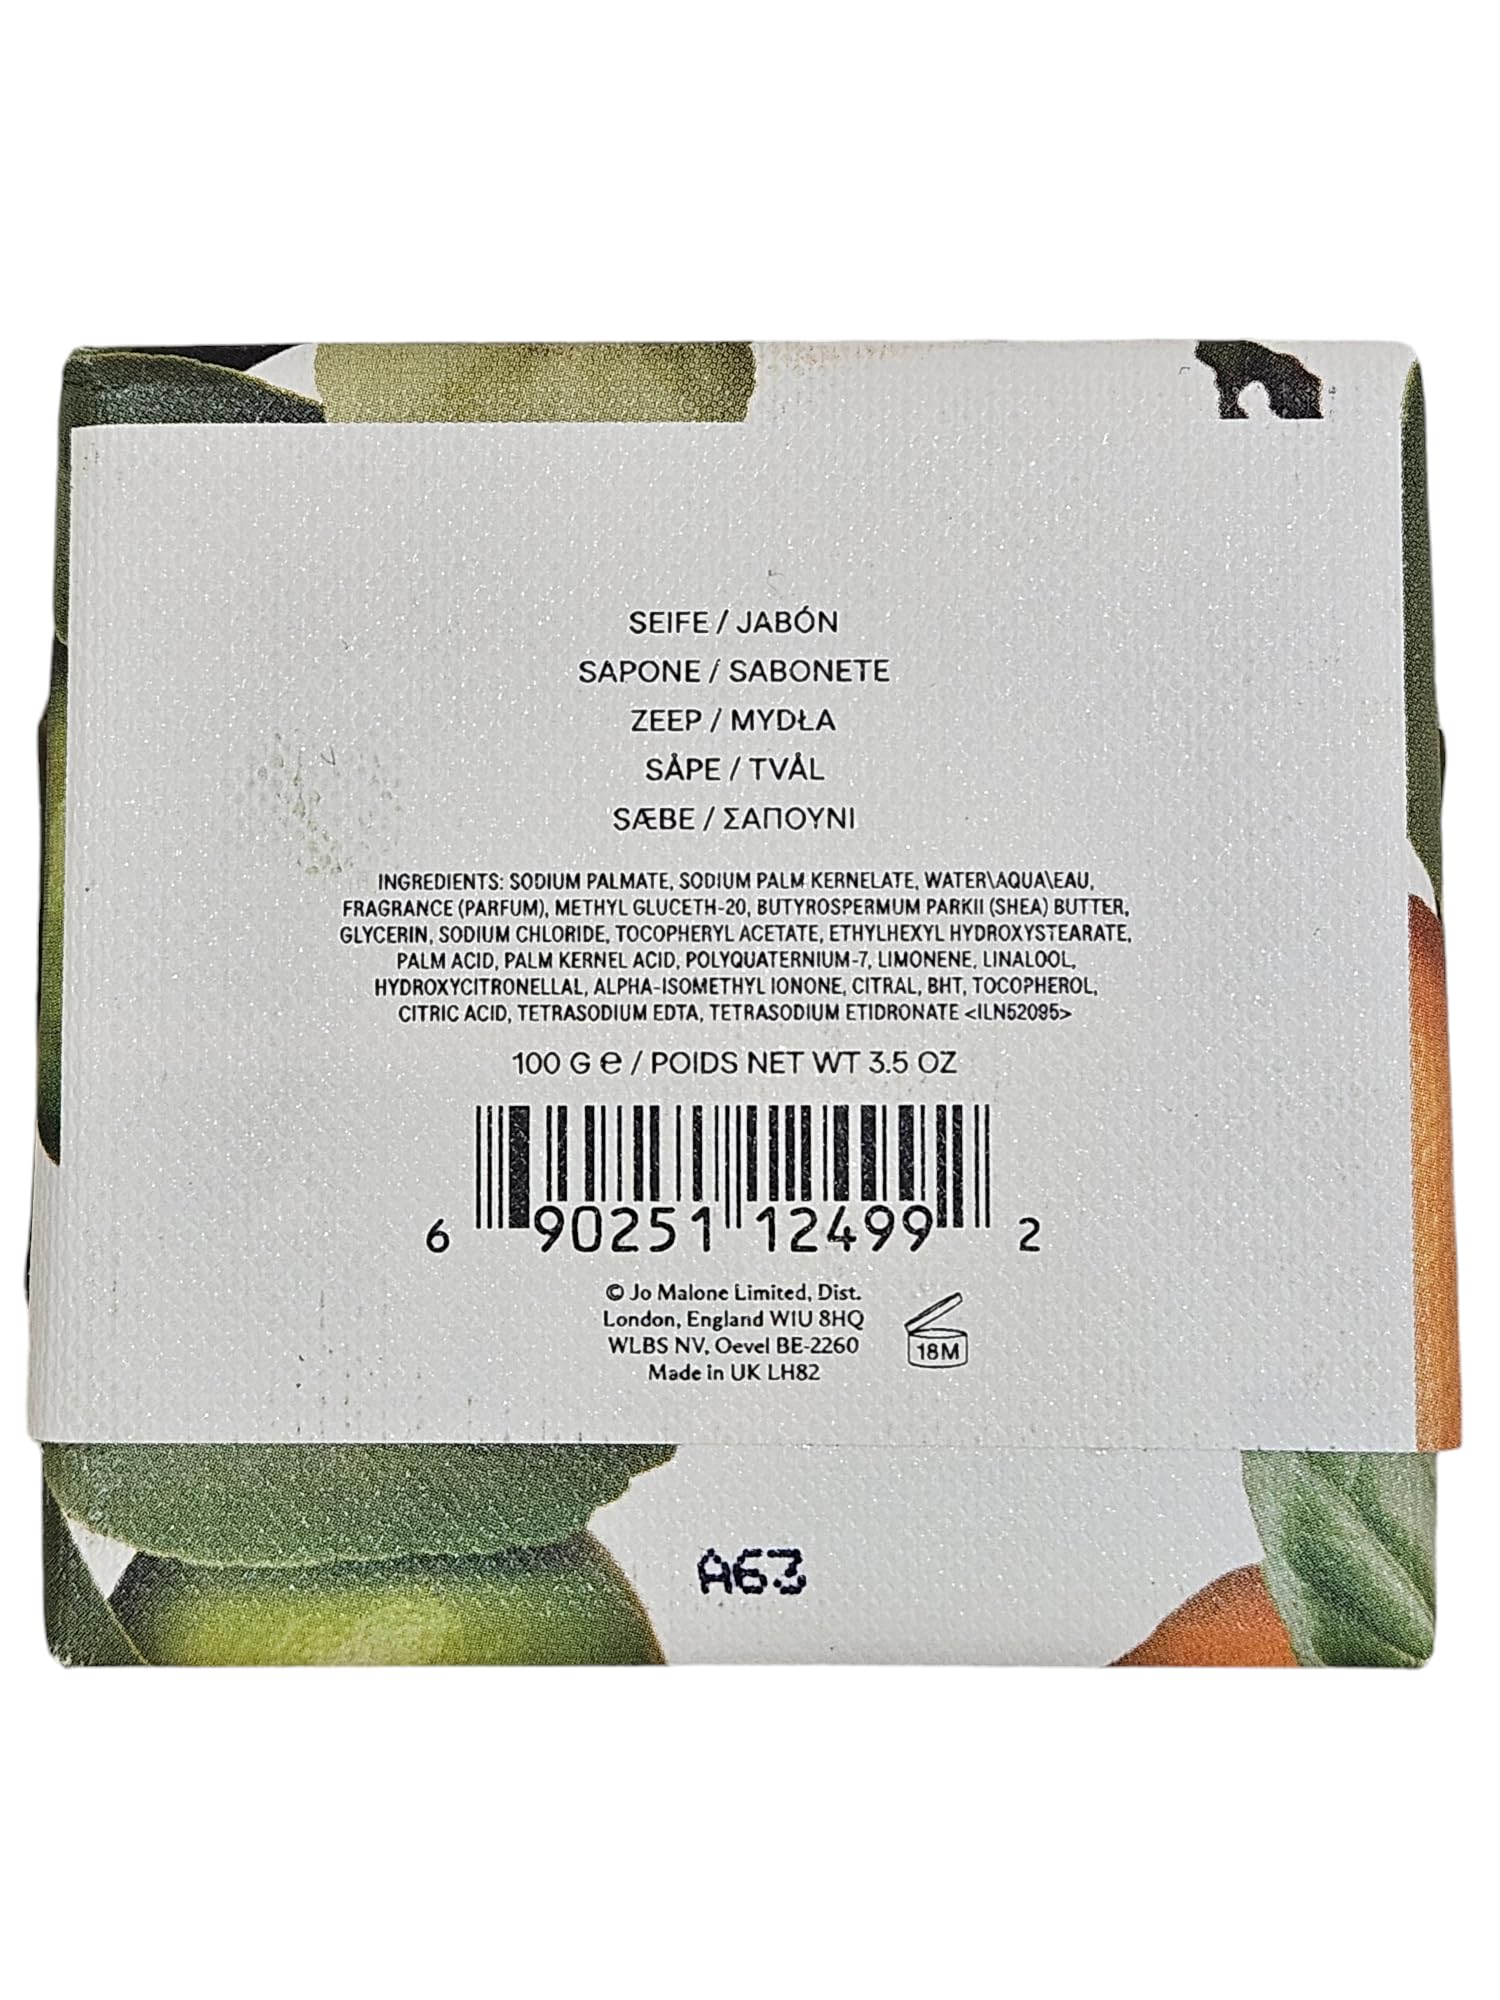 SEIFE / JABÓN
SAPONE / SABONETE
ZEEP / MYDŁA
SÅPE / TVÅL
SÆBE / ΣΑΠΟΥΝΙ
INGREDIENTS: SODIUM PALMATE, SODIUM PALM KERNELATE, WATER\AQUA\EAU,
FRAGRANCE (PARFUM), METHYL GLUCETH-20, BUTYROSPERMUM PARKII (SHEA) BUTTER,
GLYCERIN, SODIUM CHLORIDE, TOCOPHERYL ACETATE, ETHYLHEXYL HYDROXYSTEARATE,
PALM ACID, PALM KERNEL ACID, POLYQUATERNIUM-7, LIMONENE, LINALOOL,
HYDROXYCITRONELLAL, ALPHA-ISOMETHYL IONONE, CITRAL, BHT, TOCOPHEROL,
CITRIC ACID, TETRASODIUM EDTA, TETRASODIUM ETIDRONATE <ILN52095>
100 G ℮ / POIDS NET WT 3.5 OZ
6 90251 12499 2
© Jo Malone Limited, Dist.
London, England W1U 8HQ
WLBS NV, Oevel BE-2260
Made in UK LH82
18M
A63